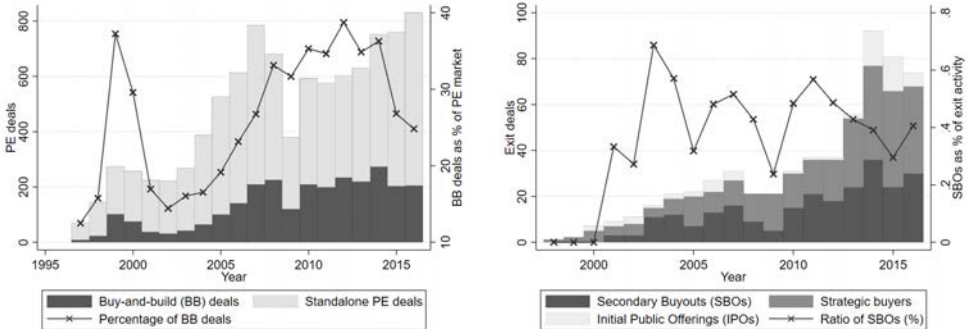 800
600
400
200
0
PE deals
40
30
20
10
BB deals as % of PE market
1995
2000
2005
2010
2015
Year
Buy-and-build (BB) deals
Standalone PE deals
Percentage of BB deals
100
80
60
40
20
0
Exit deals
.8
.6
.4
.2
0
SBOs as % of exit activity
2000
2005
2010
2015
Year
Secondary Buyouts (SBOs)
Strategic buyers
Initial Public Offerings (IPOs)
Ratio of SBOs (%)